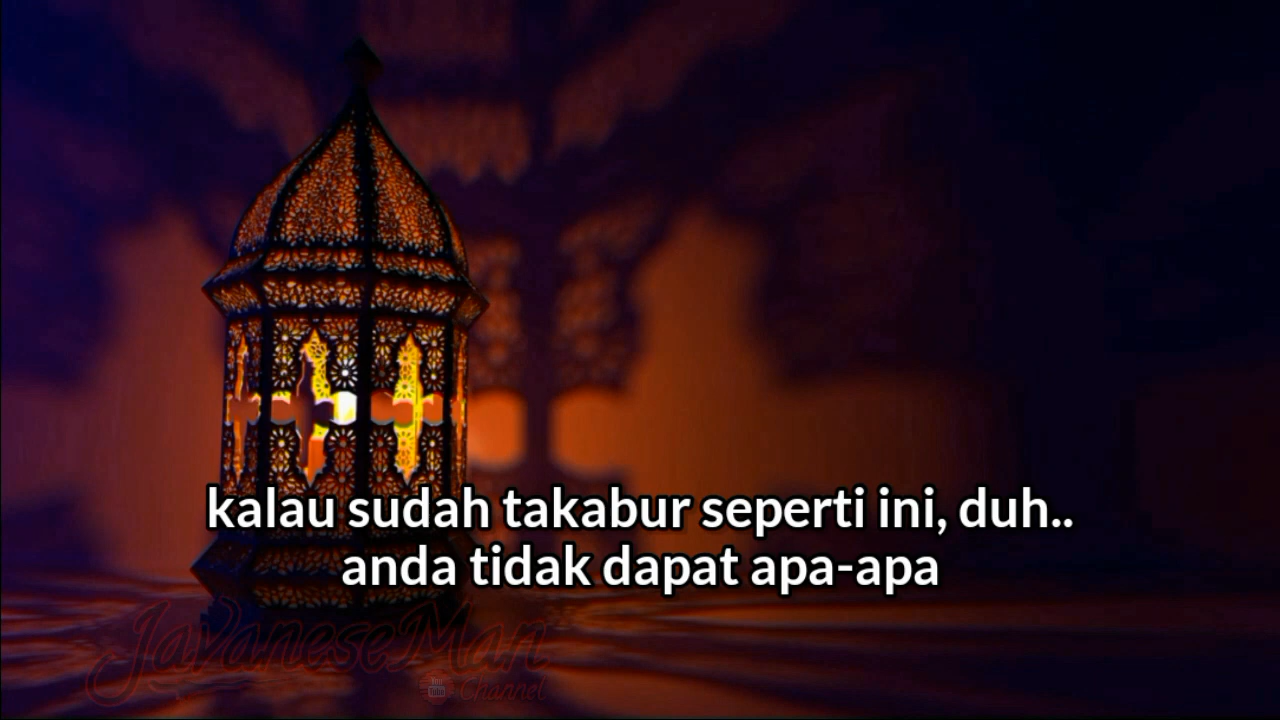 kalau sudah takabur seperti ini, duh..
anda tidak dapat apa-apa
JavaneseMan
Channel